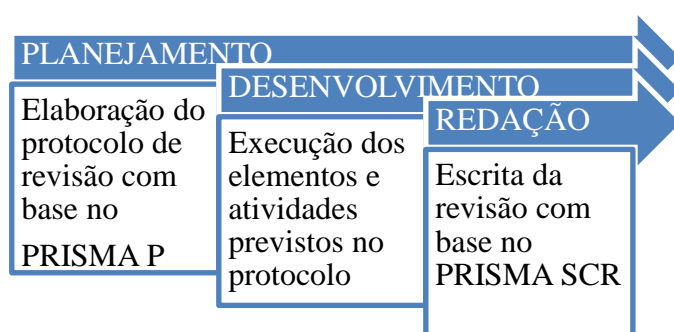 PLANEJAMENTO
Elaboração do
protocolo de
revisão com
base no
PRISMA P
DESENVOLVIMENTO
Execução dos
elementos e
atividades
previstos no
protocolo
REDAÇÃO
Escrita da
revisão com
base no
PRISMA SCR